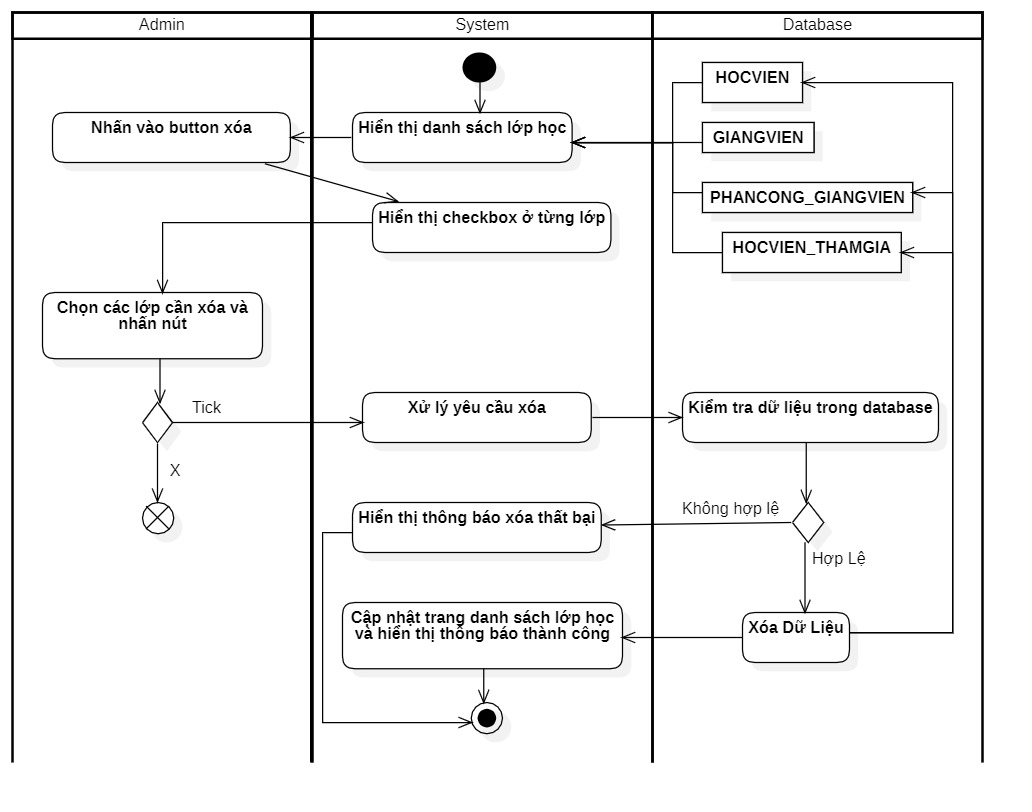 Admin
System
Database
HOCVIEN
Nhấn vào button xóa
Hiển thị danh sách lớp học
GIANGVIEN
PHANCONG_GIANGVIEN
Hiển thị checkbox ở từng lớp
HOCVIEN_THAMGIA
Chọn các lớp cần xóa và
nhấn nút
Tick
Xử lý yêu cầu xóa
Kiểm tra dữ liệu trong database
X
Không hợp lệ
Hiển thị thông báo xóa thất bại
Hợp Lệ
Cập nhật trang danh sách lớp học
và hiển thị thông báo thành công
Xóa Dữ Liệu